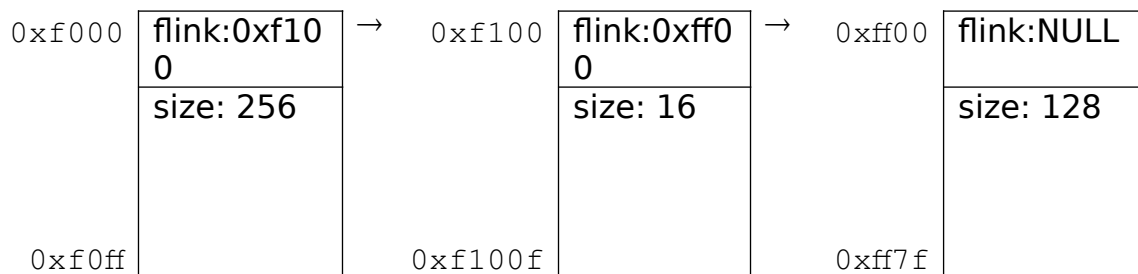 0xf000 flink:0xf10 → 0xf100 flink:0xff0 → 0xff00 flink:NULL
0 0
size: 256 size: 16 size: 128
0xf0ff 0xf100f 0xff7f